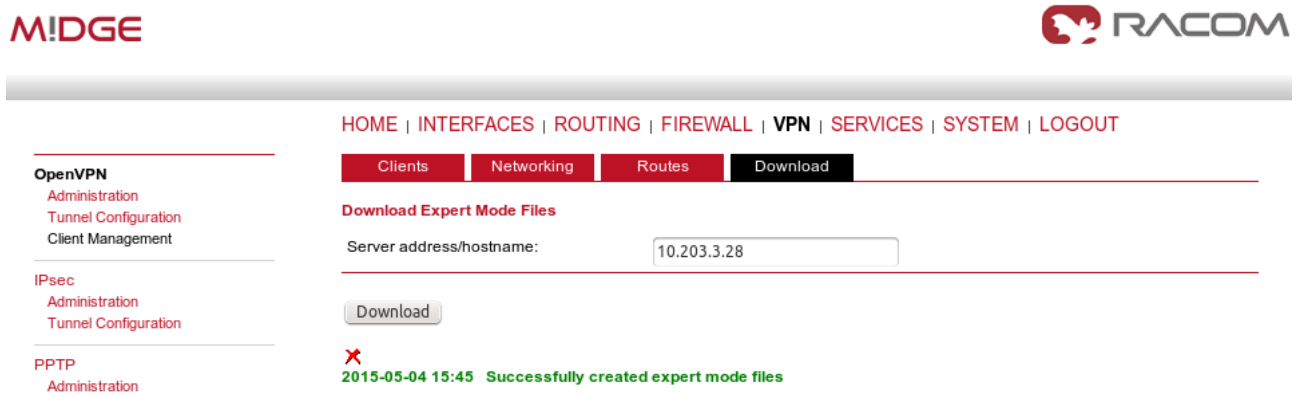 M!DGE
RACOM
HOME | INTERFACES | ROUTING | FIREWALL | VPN | SERVICES | SYSTEM | LOGOUT
Clients Networking Routes Download
OpenVPN
Administration
Tunnel Configuration
Client Management
IPsec
Administration
Tunnel Configuration
PPTP
Administration
Download Expert Mode Files
Server address/hostname: 10.203.3.28
Download
2015-05-04 15:45 Successfully created expert mode files